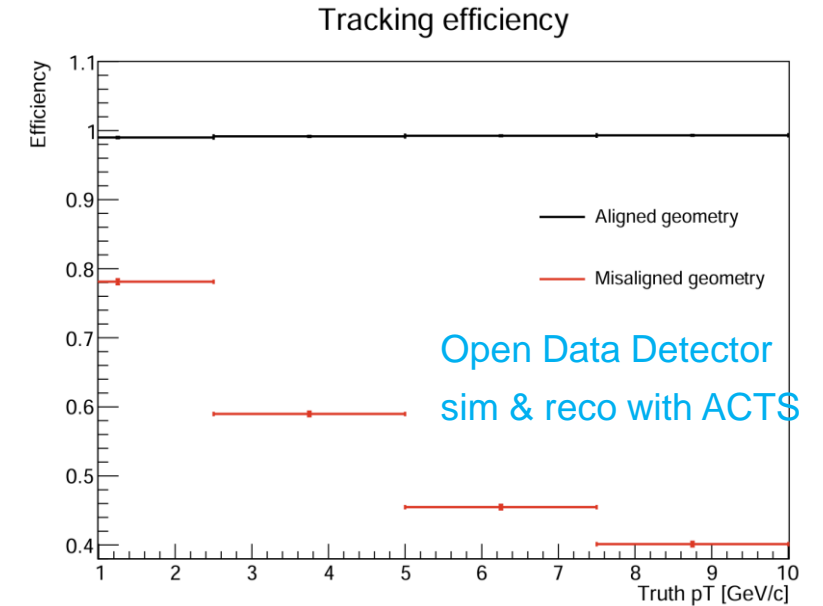 Tracking efficiency
Efficiency
1.1
1
0.9
0.8
0.7
0.6
0.5
0.4
Aligned geometry
Misaligned geometry
Open Data Detector
sim & reco with ACTS
1 2 3 4 5 6 7 8 9 10
Truth pT [GeV/c]